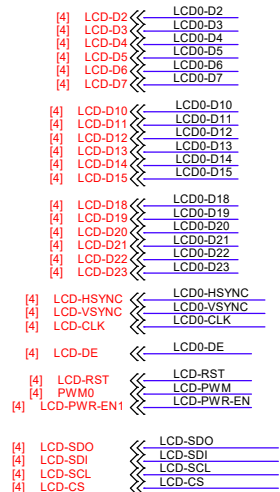 [4] LCD-D2 LCD0-D2
[4] LCD-D3 LCD0-D3
[4] LCD-D4 LCD0-D4
[4] LCD-D5 LCD0-D5
[4] LCD-D6 LCD0-D6
[4] LCD-D7 LCD0-D7
[4] LCD-D10 LCD0-D10
[4] LCD-D11 LCD0-D11
[4] LCD-D12 LCD0-D12
[4] LCD-D13 LCD0-D13
[4] LCD-D14 LCD0-D14
[4] LCD-D15 LCD0-D15
[4] LCD-D18 LCD0-D18
[4] LCD-D19 LCD0-D19
[4] LCD-D20 LCD0-D20
[4] LCD-D21 LCD0-D21
[4] LCD-D22 LCD0-D22
[4] LCD-D23 LCD0-D23
[4] LCD-HSYNC LCD0-HSYNC
[4] LCD-VSYNC LCD0-VSYNC
[4] LCD-CLK LCD0-CLK
[4] LCD-DE LCD0-DE
[4] LCD-RST LCD-RST
[4] PWM0 LCD-PWM
[4] LCD-PWR-EN1 LCD-PWR-EN
[4] LCD-SDO LCD-SDO
[4] LCD-SDI LCD-SDI
[4] LCD-SCL LCD-SCL
[4] LCD-CS LCD-CS